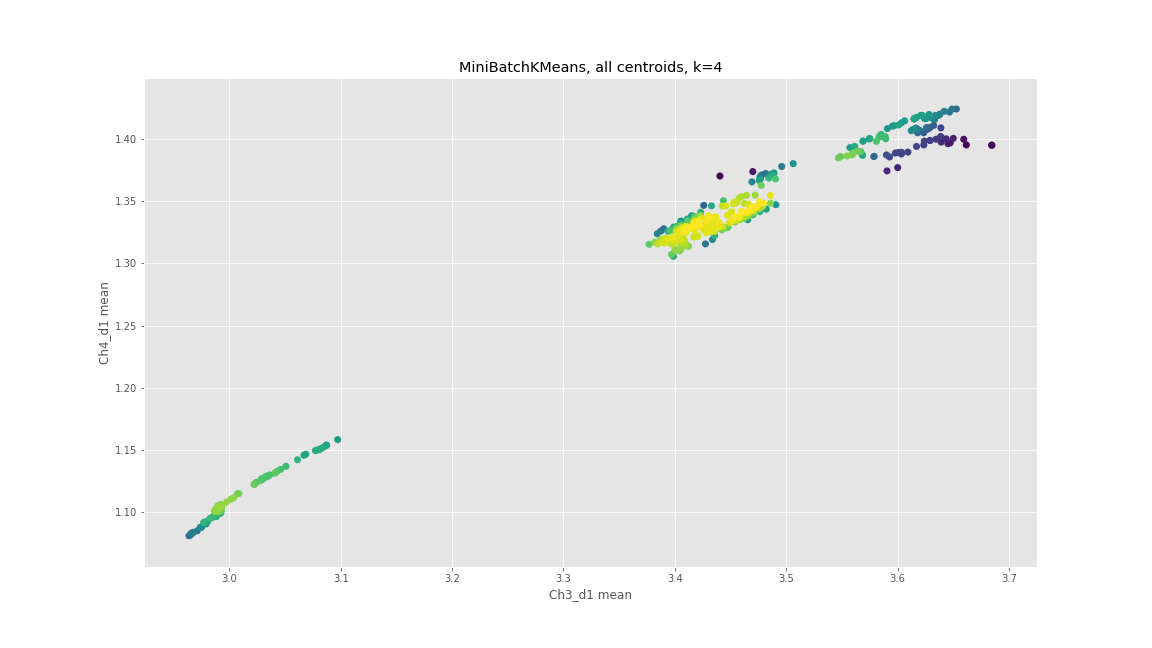 MiniBatchKMeans, all centroids, k=4
1.40
1.35
1.30
1.25
1.20
1.15
1.10
Ch4_d1 mean
3.0 3.1 3.2 3.3 3.4 3.5 3.6 3.7
Ch3_d1 mean